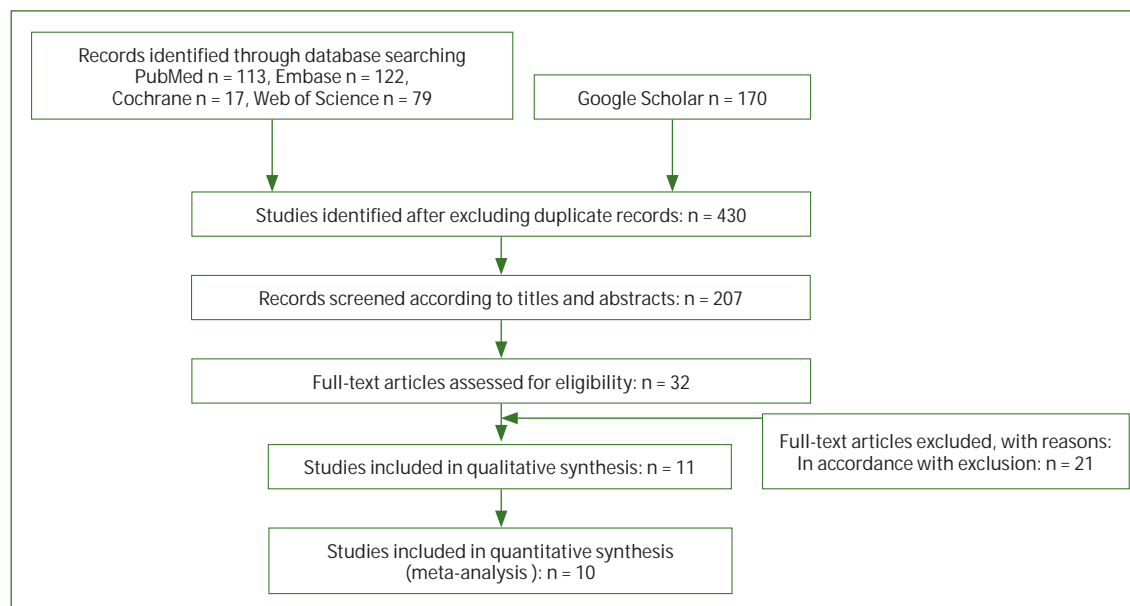 Records identified through database searching
PubMed n = 113, Embase n = 122,
Cochrane n = 17, Web of Science n = 79
Google Scholar n = 170
Studies identified after excluding duplicate records: n = 430
Records screened according to titles and abstracts: n = 207
Full-text articles assessed for eligibility: n = 32
Full-text articles excluded, with reasons:
In accordance with exclusion: n = 21
Studies included in qualitative synthesis: n = 11
Studies included in quantitative synthesis
(meta-analysis ): n = 10